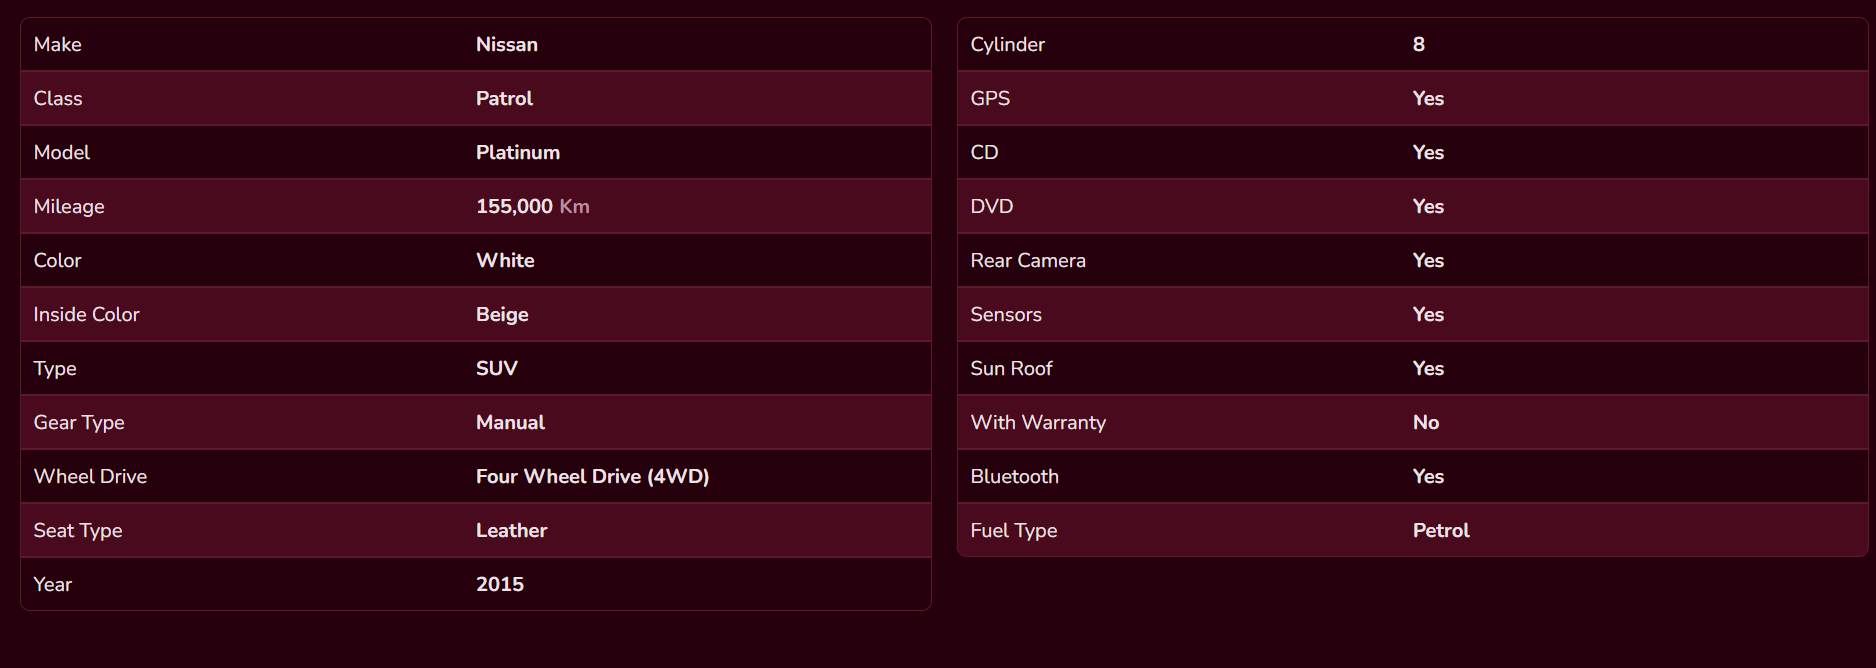 Make Nissan
Class Patrol
Model Platinum
Mileage 155,000 Km
Color White
Inside Color Beige
Type SUV
Gear Type Manual
Wheel Drive Four Wheel Drive (4WD)
Seat Type Leather
Year 2015
Cylinder 8
GPS Yes
CD Yes
DVD Yes
Rear Camera Yes
Sensors Yes
Sun Roof Yes
With Warranty No
Bluetooth Yes
Fuel Type Petrol